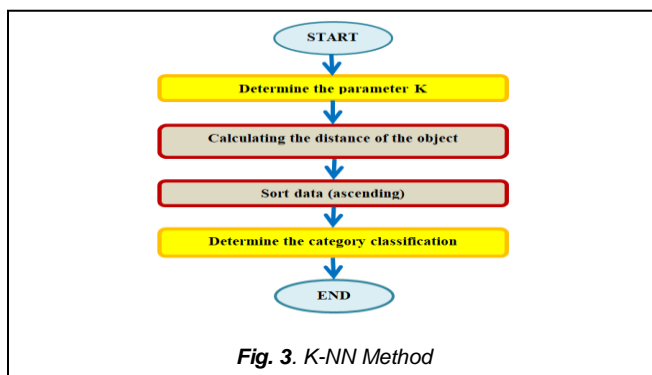 START
Determine the parameter K
Calculating the distance of the object
Sort data (ascending)
Determine the category classification
END
Fig. 3. K-NN Method